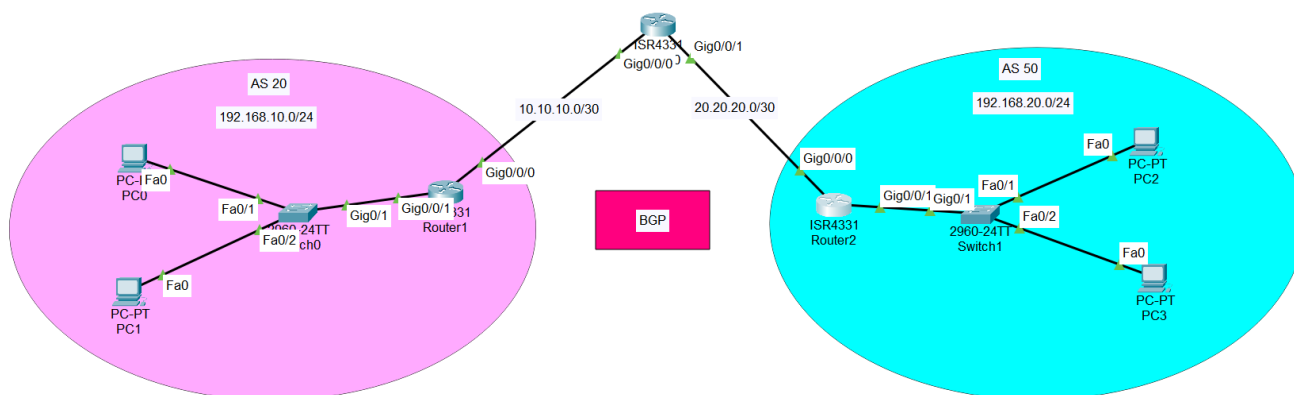 ISR4331
Gig0/0/1
Gig0/0/0
AS 20
192.168.10.0/24
10.10.10.0/30
20.20.20.0/30
AS 50
192.168.20.0/24
Fa0
PC0
Fa0/1
Gig0/1
Gig0/0/1
Gig0/0/0
Router1
2960-24TT
Fa0/2
Fa0
PC-PT
PC1
BGP
Gig0/0/0
ISR4331
Router2
Gig0/0/1
Gig0/1
2960-24TT
Switch1
Fa0/1
Fa0/2
Fa0
PC-PT
PC2
Fa0
PC-PT
PC3